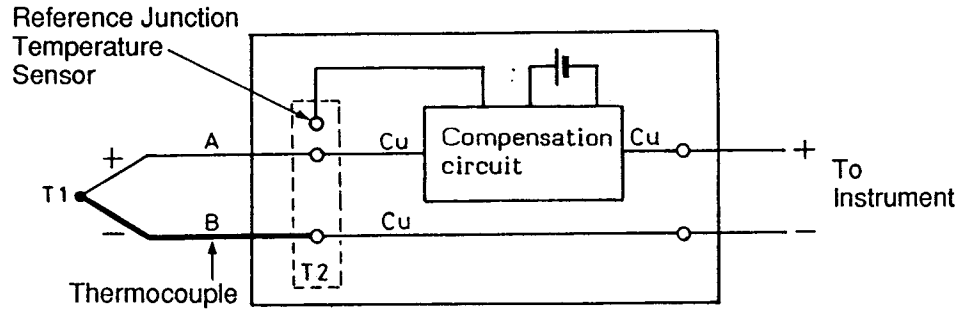 Reference Junction
Temperature
Sensor
A
Cu
Compensation
circuit
Cu
+
+
To
Instrument
T1
B
Cu
−
−
T2
Thermocouple